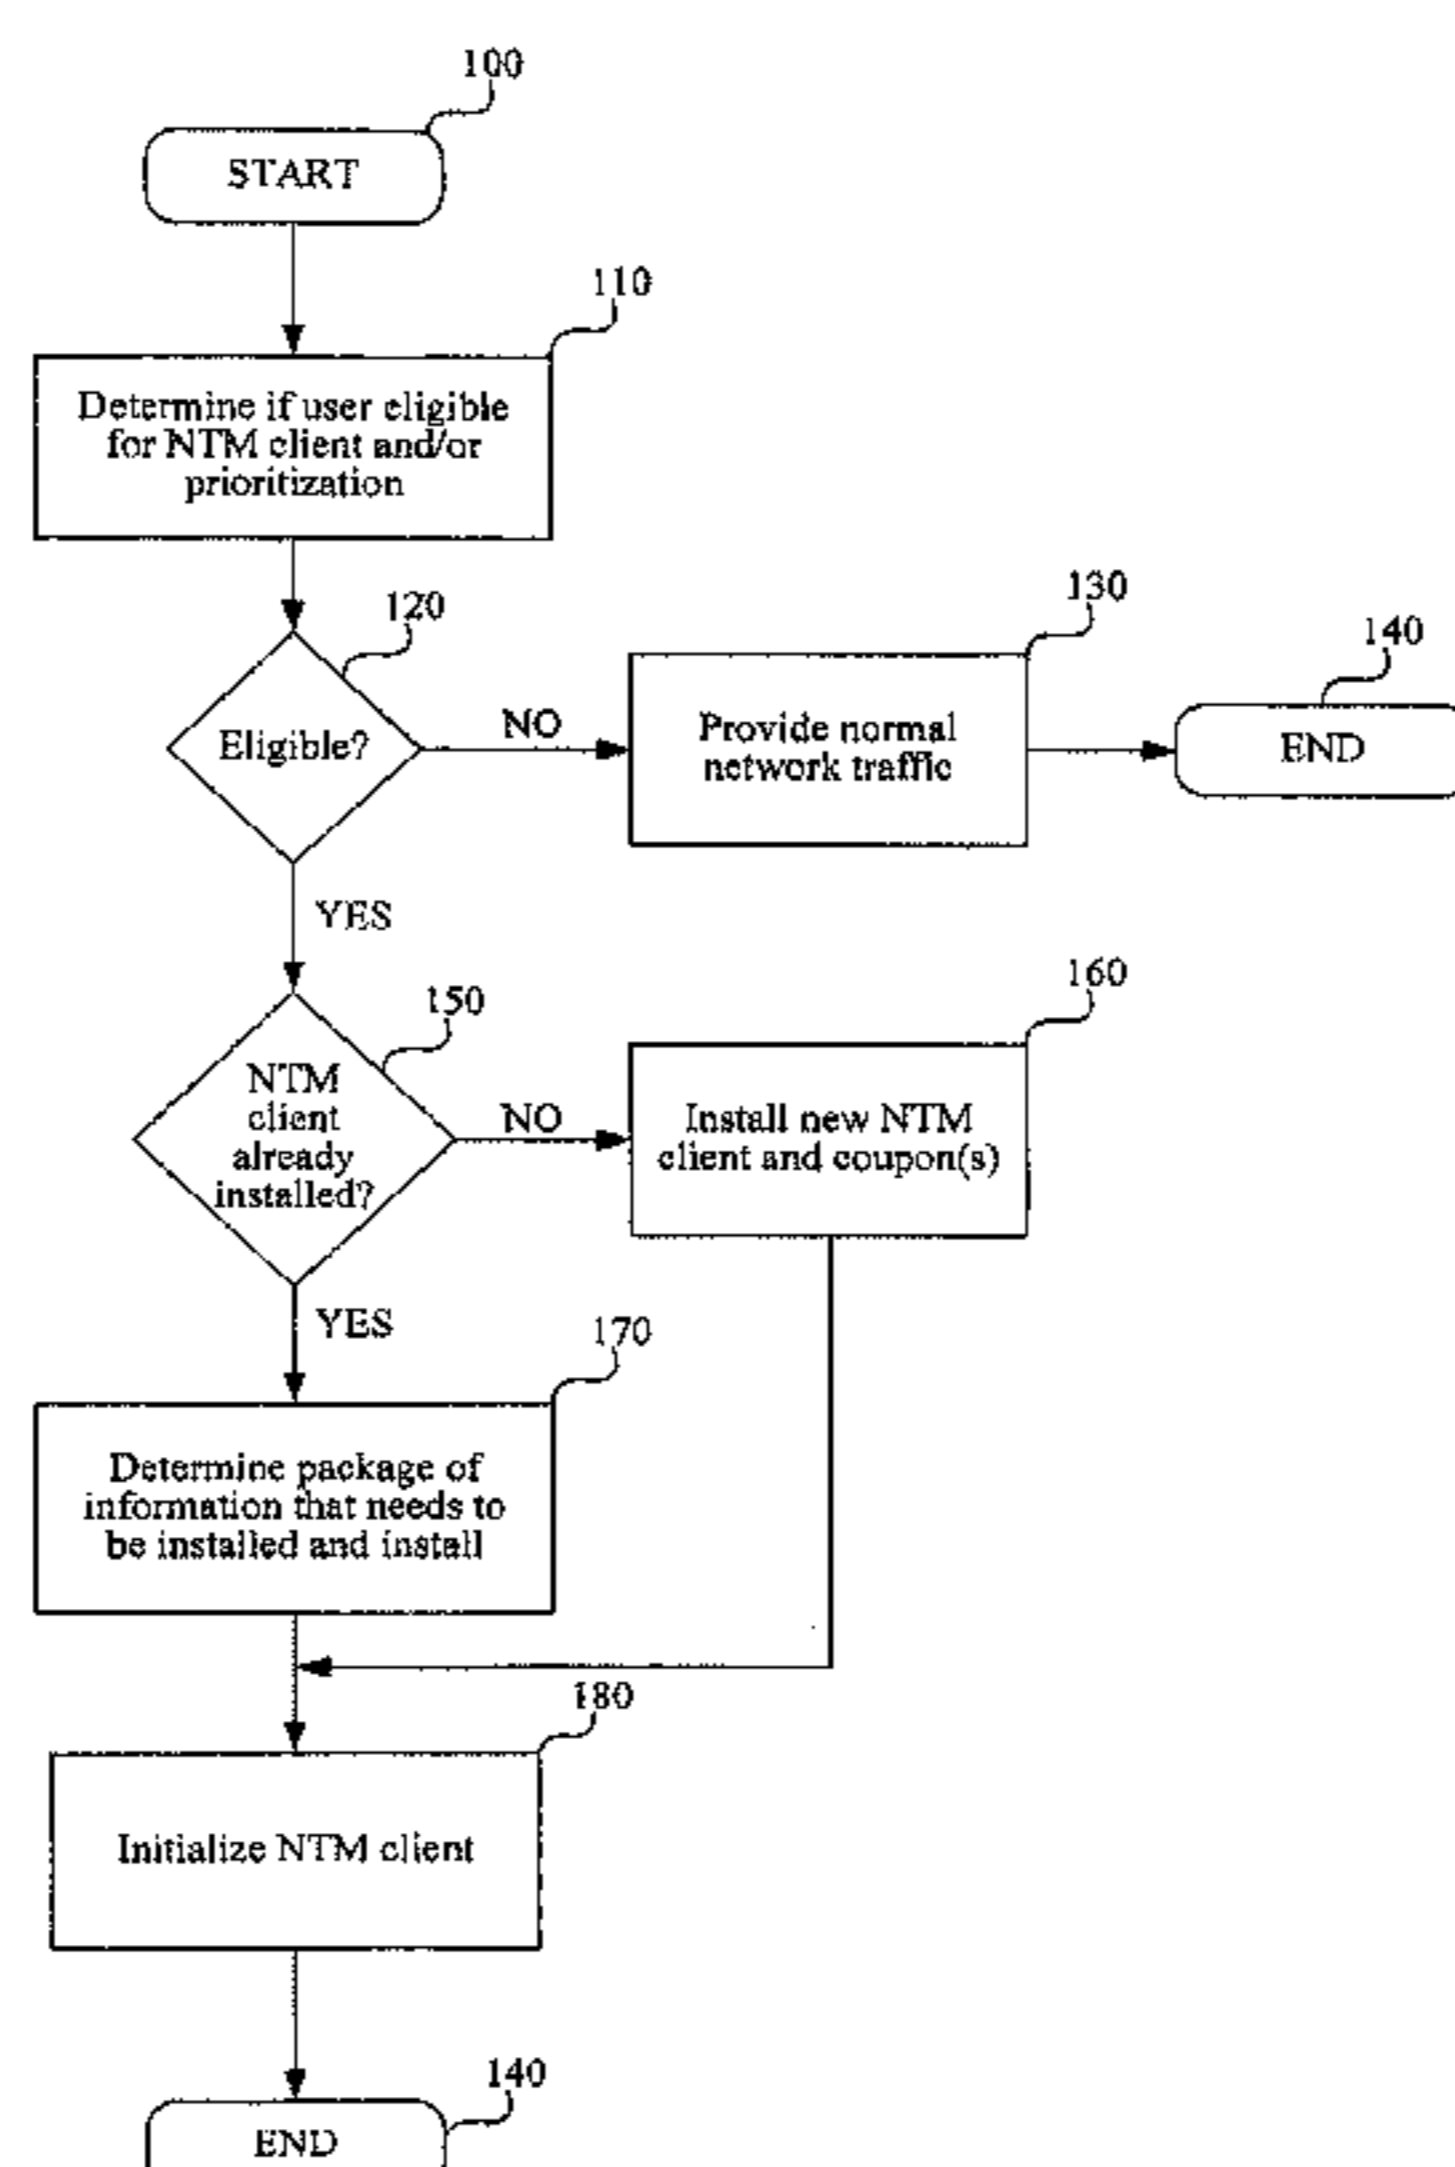 100
START
110
Determine if user eligible
for NTM client and/or
prioritization
120
Eligible?
NO
130
Provide normal
network traffic
140
END
YES
150
NTM
client
already
installed?
NO
160
Install new NTM
client and coupon(s)
YES
170
Determine package of
information that needs to
be installed and install
180
Initialize NTM client
140
END